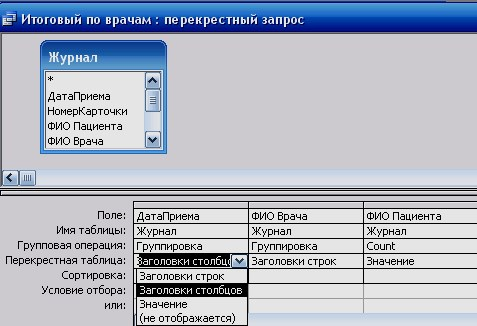 Итоговый по врачам : перекрестный запрос
Журнал
*
ДатаПриема
НомерКарточки
ФИО Пациента
ФИО Врача
Поле: ДатаПриема ФИО Врача ФИО Пациента
Имя таблицы: Журнал Журнал Журнал
Групповая операция: Группировка Группировка Count
Перекрестная таблица: Заголовки столбцо Заголовки строк Значение
Сортировка: Заголовки строк
Условие отбора: Заголовки столбцов
или: Значение
(не отображается)